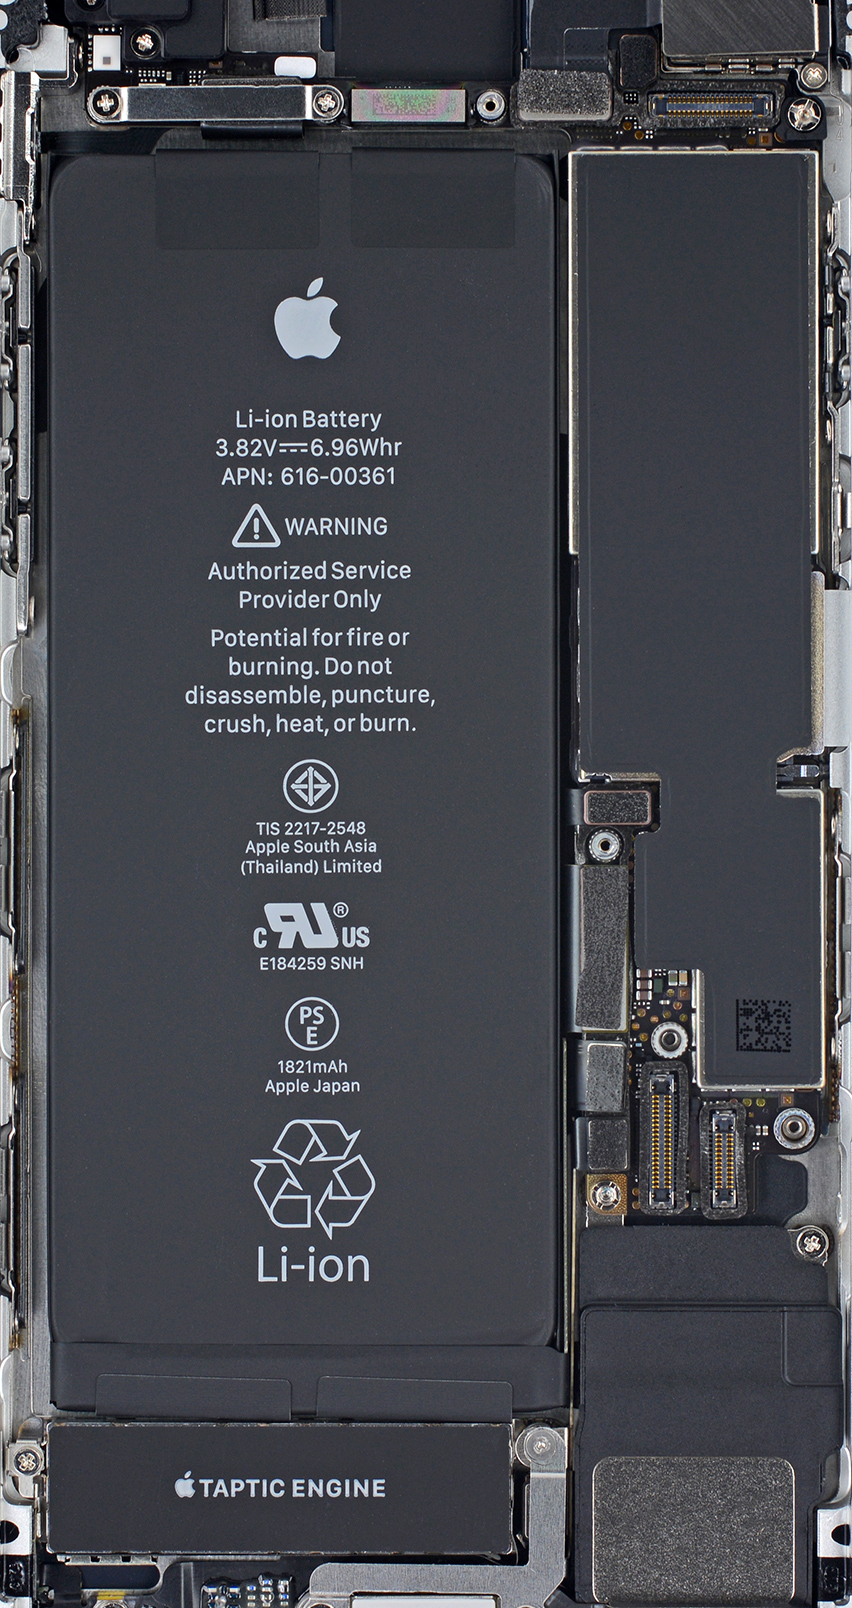 Li-ion Battery
3.82V⎓6.96Whr
APN: 616-00361
WARNING
Authorized Service
Provider Only
Potential for fire or
burning. Do not
disassemble, puncture,
crush, heat, or burn.
TIS 2217-2548
Apple South Asia
(Thailand) Limited
c RU ® US
E184259 SNH
PS
E
1821mAh
Apple Japan
Li-ion
TAPTIC ENGINE